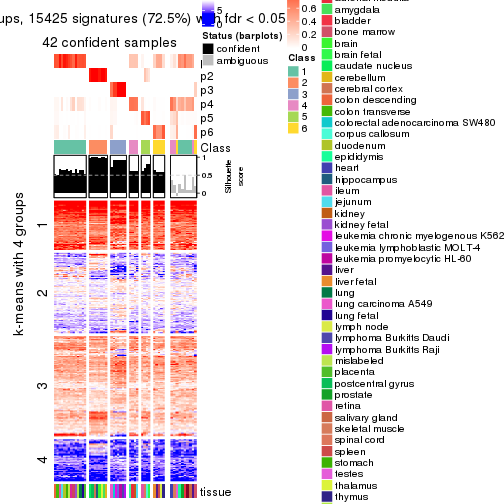 ups, 15425 signatures (72.5%) with fdr < 0.05
42 confident samples
p2
p3
p4
p5
p6
Class
1
0.5
0
Silhouette
score
k-means with 4 groups
1
2
3
4
tissue
5
0
Status (barplots)
confident
ambiguous
0.6
0.4
0.2
0
Class
1
2
3
4
5
6
amygdala
bladder
bone marrow
brain
brain fetal
caudate nucleus
cerebellum
cerebral cortex
colon descending
colon transverse
colorectal adenocarcinoma SW480
corpus callosum
duodenum
epididymis
heart
hippocampus
ileum
jejunum
kidney
kidney fetal
leukemia chronic myelogenous K562
leukemia lymphoblastic MOLT-4
leukemia promyelocytic HL-60
liver
liver fetal
lung
lung carcinoma A549
lung fetal
lymph node
lymphoma Burkitts Daudi
lymphoma Burkitts Raji
mislabeled
placenta
postcentral gyrus
prostate
retina
salivary gland
skeletal muscle
spinal cord
spleen
stomach
testes
thalamus
thymus